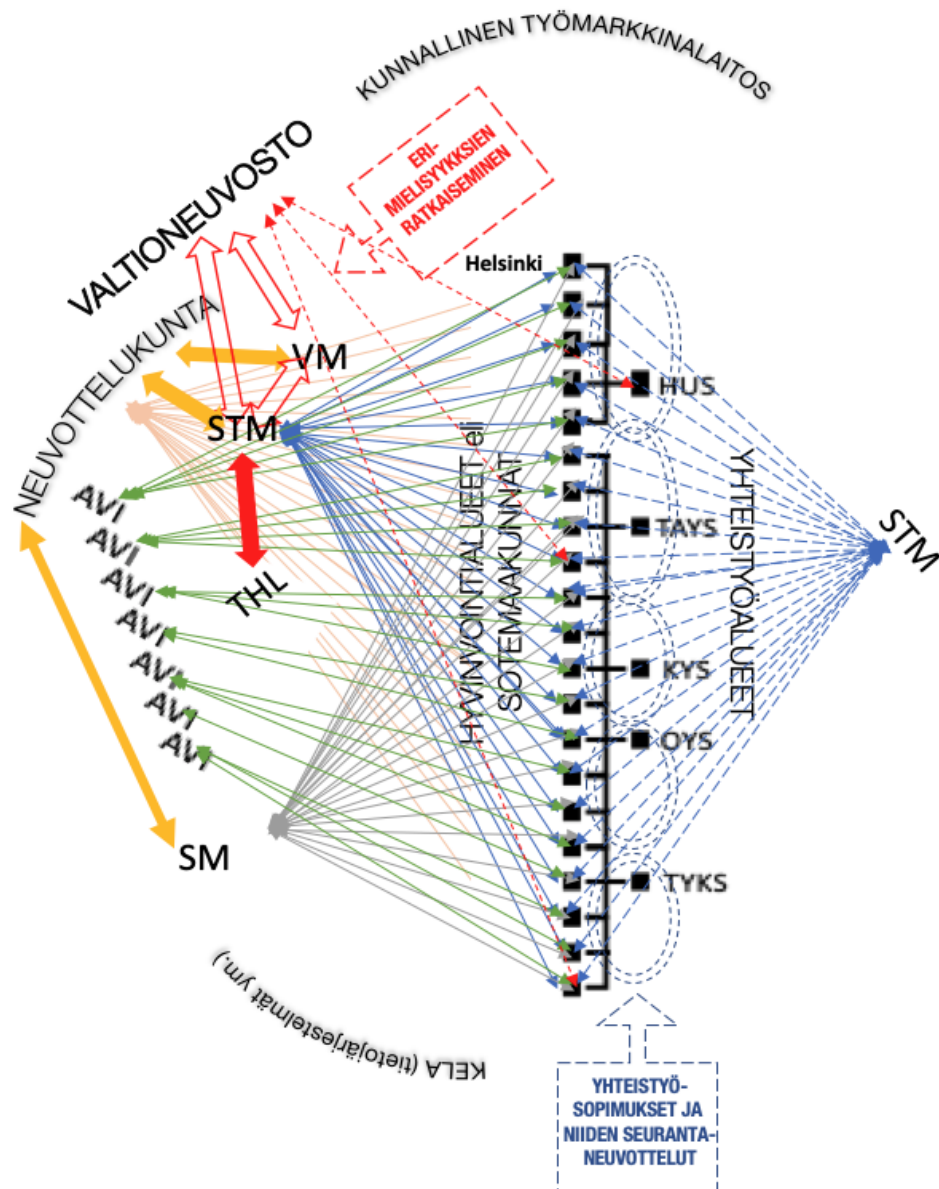 KUNNALLINEN TYÖMARKKINALAITOS
VALTIONEUVOSTO
ERI-
MIELISYYKSIEN
RATKAISEMINEN
Helsinki
NEUVOTTELUKUNTA
VM
STM
HUS
AVI
AVI
AVI
AVI
AVI
AVI
AVI
THL
HYVINVOINTIALUEET eli
SOTEMAAKUNNAT
TAYS
KYS
OYS
TYKS
YHTEISTYÖALUEET
STM
SM
KELA (tietojärjestelmät ym.)
YHTEISTYÖ-
SOPIMUKSET JA
NIIDEN SEURANTA-
NEUVOTTELUT